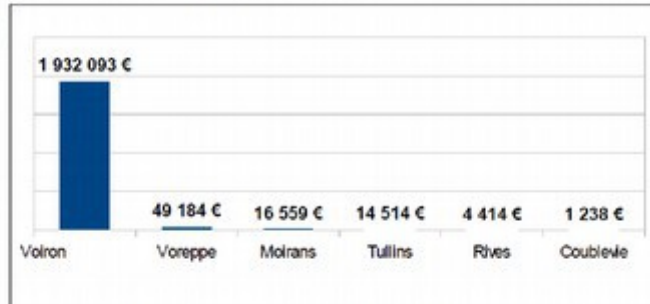 1 932 093 €
49 184 € 16 559 € 14 514 € 4 414 € 1 238 €
Voiron Voreppe Moirans Tullins Rives Coublevie